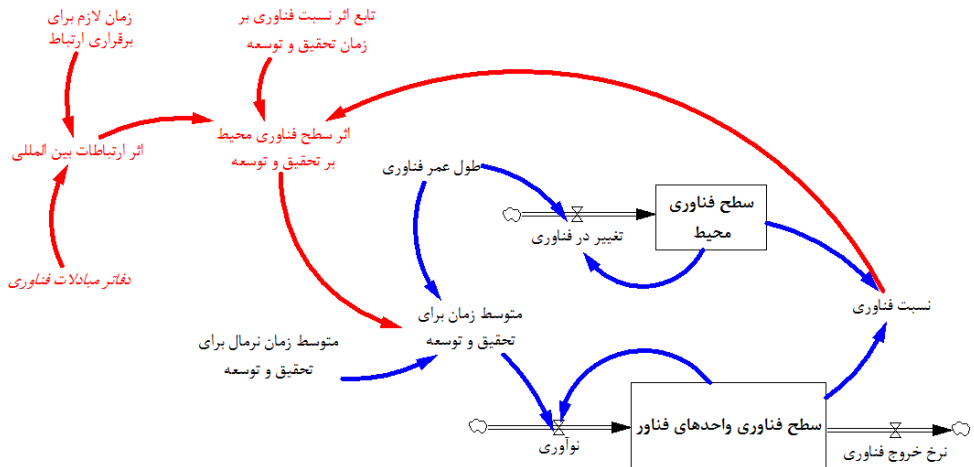 زمان لازم برای
برقراری ارتباط
تابع اثر نسبت فناوری بر
زمان تحقیق و توسعه
اثر ارتباطات بین المللی
اثر سطح فناوری محیط
بر تحقیق و توسعه
دفاتر مبادلات فناوری
طول عمر فناوری
تغییر در فناوری
سطح فناوری
محیط
نسبت فناوری
متوسط زمان برای
تحقیق و توسعه
متوسط زمان نرمال برای
تحقیق و توسعه
نوآوری
سطح فناوری واحدهای فناور
نرخ خروج فناوری